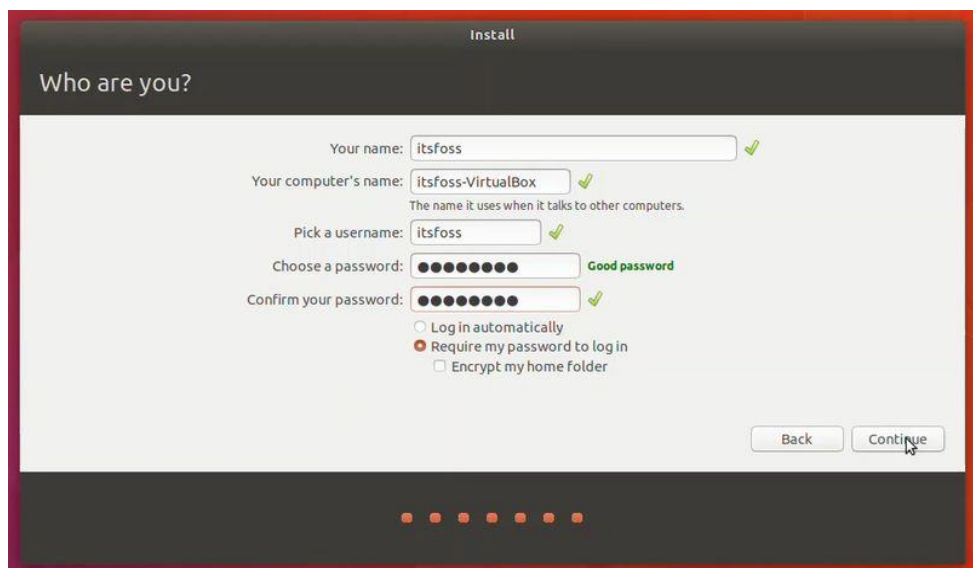 Install
Who are you?
Your name: itsfoss
Your computer's name: itsfoss-VirtualBox
The name it uses when it talks to other computers.
Pick a username: itsfoss
Choose a password: ●●●●●●●● Good password
Confirm your password: ●●●●●●●●
Log in automatically
Require my password to log in
Encrypt my home folder
Back Continue